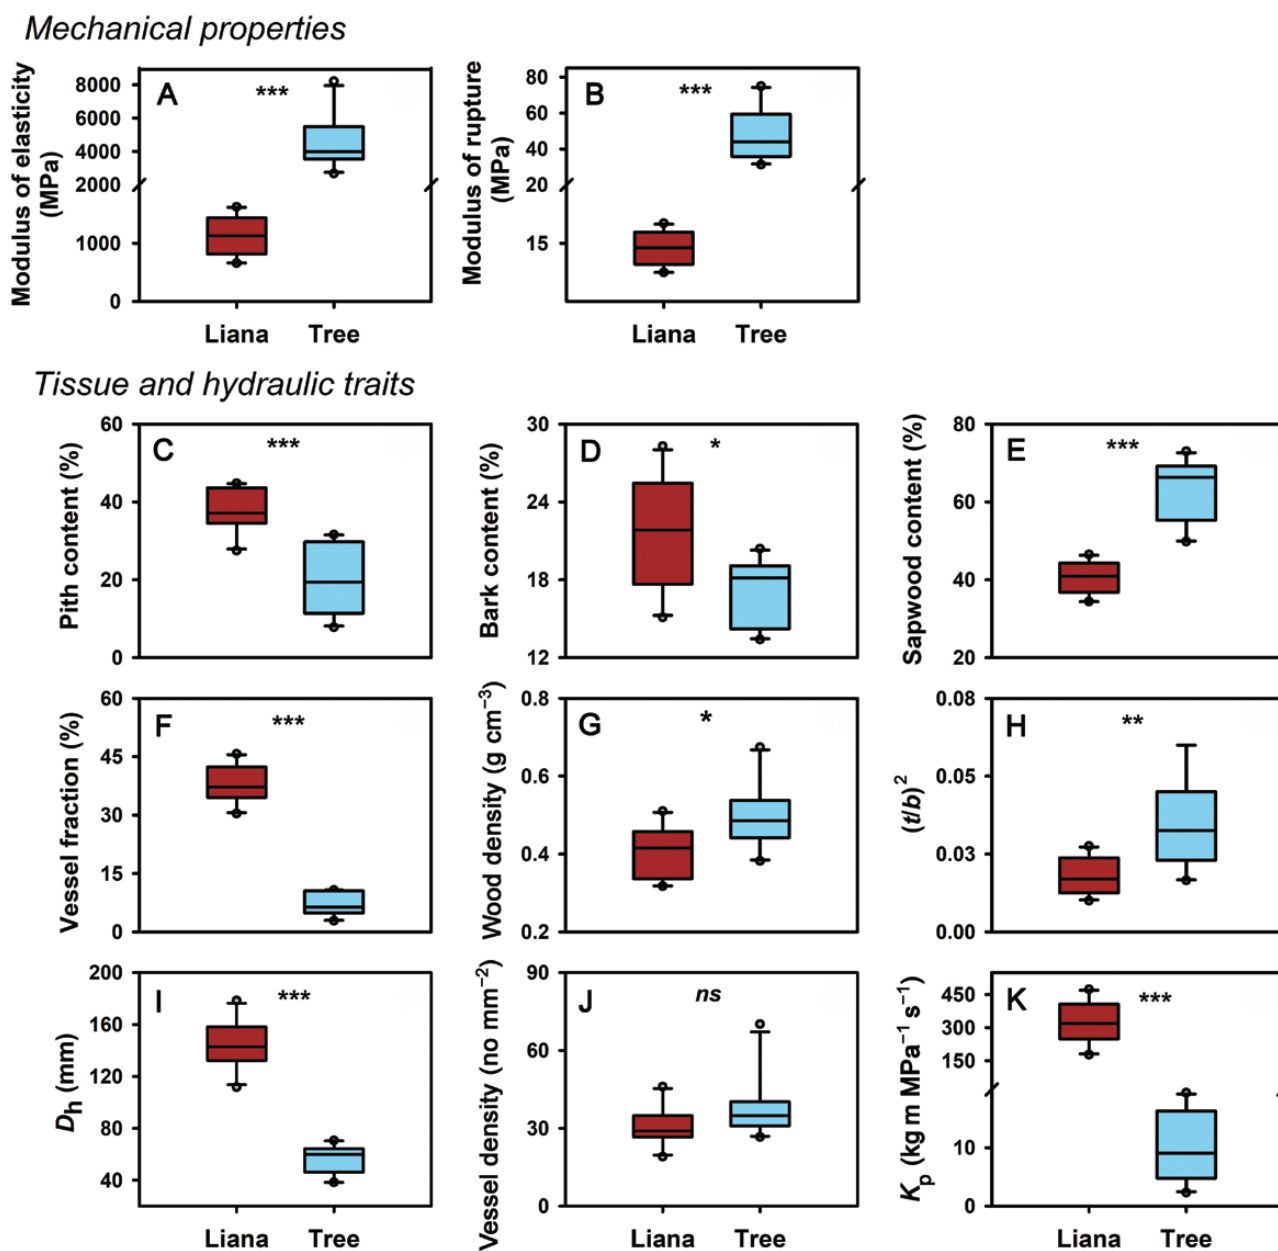 Mechanical properties
A
***
Modulus of elasticity
(MPa)
8000
6000
4000
2000
1000
0
Liana
Tree
B
***
Modulus of rupture
(MPa)
80
60
40
20
15
Liana
Tree
Tissue and hydraulic traits
C
***
Pith content (%)
60
40
20
0
D
*
Bark content (%)
30
24
18
12
E
***
Sapwood content (%)
80
60
40
20
F
***
Vessel fraction (%)
60
45
30
15
0
G
*
Wood density (g cm⁻³)
0.8
0.6
0.4
0.2
H
**
(t/b)²
0.08
0.05
0.03
0.00
I
***
Dh (mm)
200
160
120
80
40
Liana
Tree
J
ns
Vessel density (no mm⁻²)
90
60
30
0
Liana
Tree
K
***
Kp (kg m MPa⁻¹ s⁻¹)
450
300
150
10
0
Liana
Tree